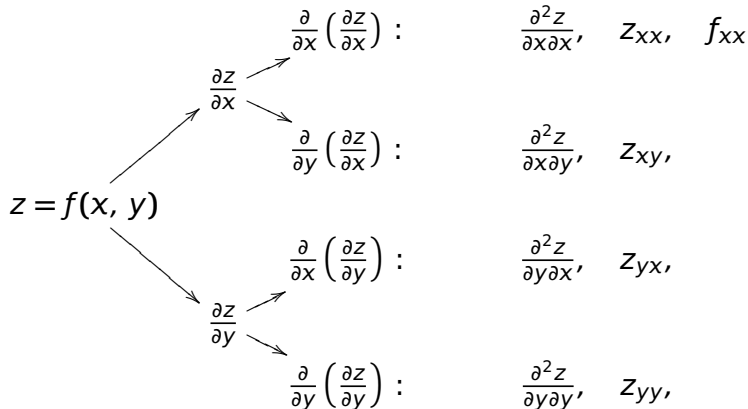 ∂/∂x (∂z/∂x) : ∂²z/∂x∂x, z_xx, f_xx
∂z/∂x
∂/∂y (∂z/∂x) : ∂²z/∂x∂y, z_xy,
z = f(x, y)
∂/∂x (∂z/∂y) : ∂²z/∂y∂x, z_yx,
∂z/∂y
∂/∂y (∂z/∂y) : ∂²z/∂y∂y, z_yy,